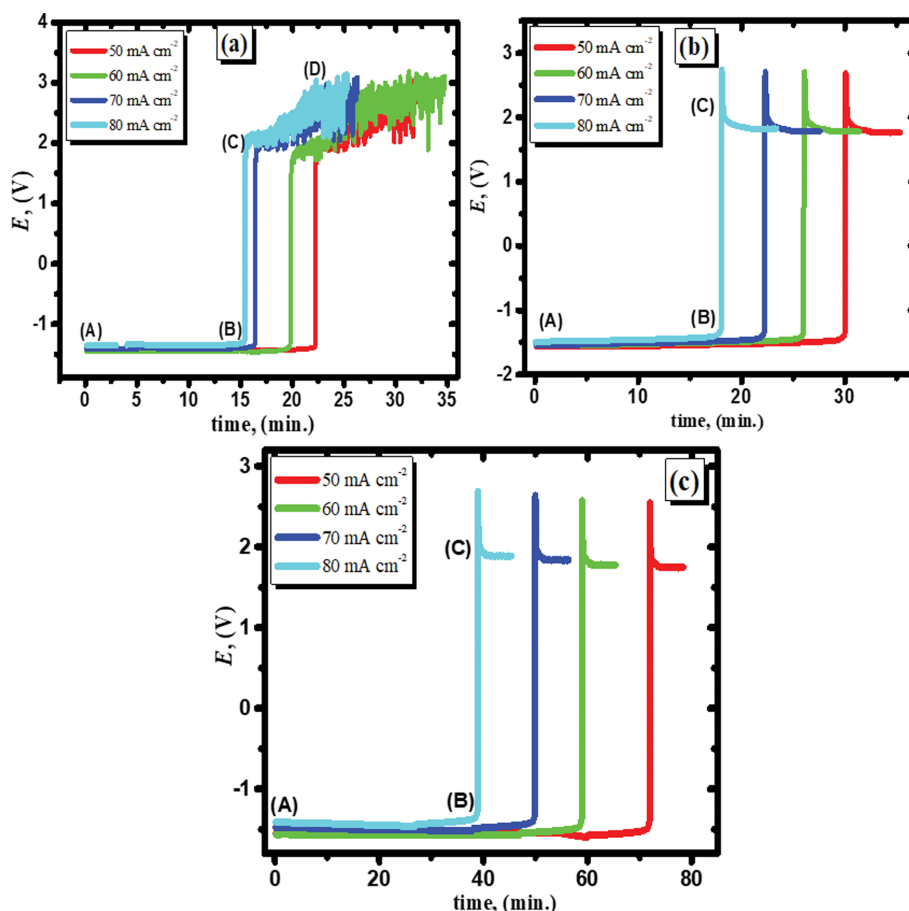 (a)
50 mA cm⁻²
60 mA cm⁻²
70 mA cm⁻²
80 mA cm⁻²
(D)
(C)
(A)
(B)
E, (V)
4
3
2
1
0
-1
0 5 10 15 20 25 30 35
time, (min.)
(b)
50 mA cm⁻²
60 mA cm⁻²
70 mA cm⁻²
80 mA cm⁻²
(C)
(B)
(A)
E, (V)
3
2
1
0
-1
-2
0 10 20 30
time, (min.)
(c)
50 mA cm⁻²
60 mA cm⁻²
70 mA cm⁻²
80 mA cm⁻²
(C)
(A)
(B)
E, (V)
3
2
1
0
-1
0 20 40 60 80
time, (min.)